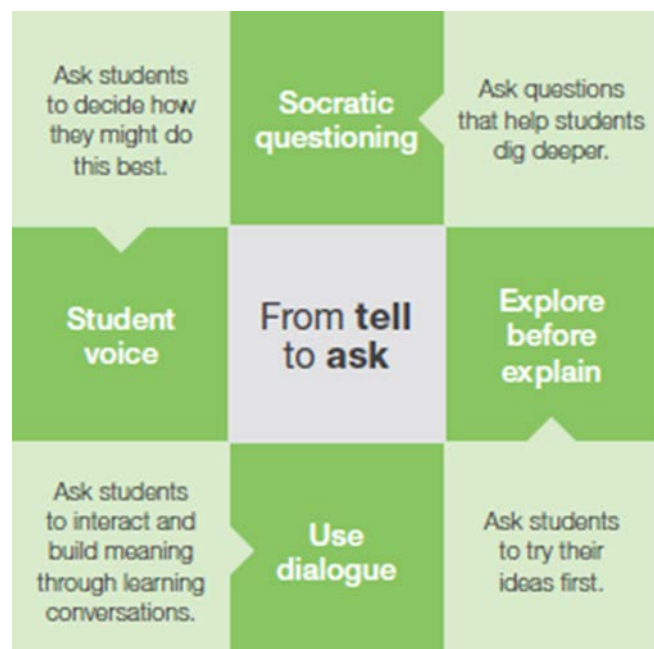 Ask students
to decide how
they might do
this best.
Socratic
questioning
Ask questions
that help students
dig deeper.
Student
voice
From tell
to ask
Explore
before
explain
Ask students
to interact and
build meaning
through learning
conversations.
Use
dialogue
Ask students
to try their
ideas first.